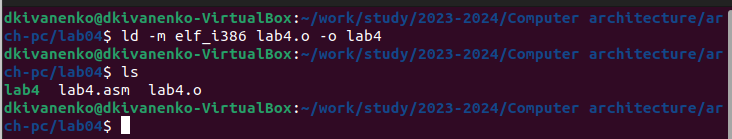 dkivanenko@dkivanenko-VirtualBox:~/work/study/2023-2024/Computer architecture/ar
ch-pc/lab04$ ld -m elf_i386 lab4.o -o lab4
dkivanenko@dkivanenko-VirtualBox:~/work/study/2023-2024/Computer architecture/ar
ch-pc/lab04$ ls
lab4  lab4.asm  lab4.o
dkivanenko@dkivanenko-VirtualBox:~/work/study/2023-2024/Computer architecture/ar
ch-pc/lab04$